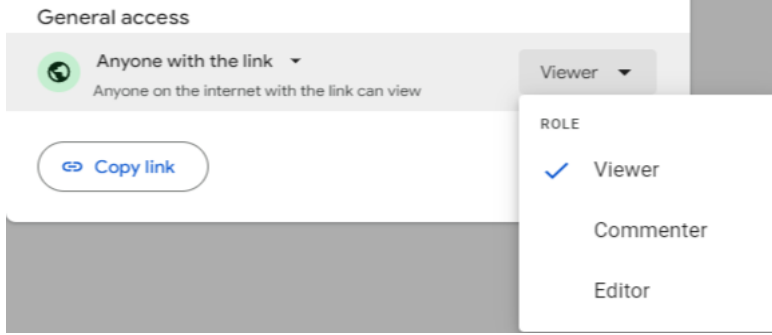 General access
Anyone with the link
Viewer
Anyone on the internet with the link can view
Copy link
ROLE
Viewer
Commenter
Editor